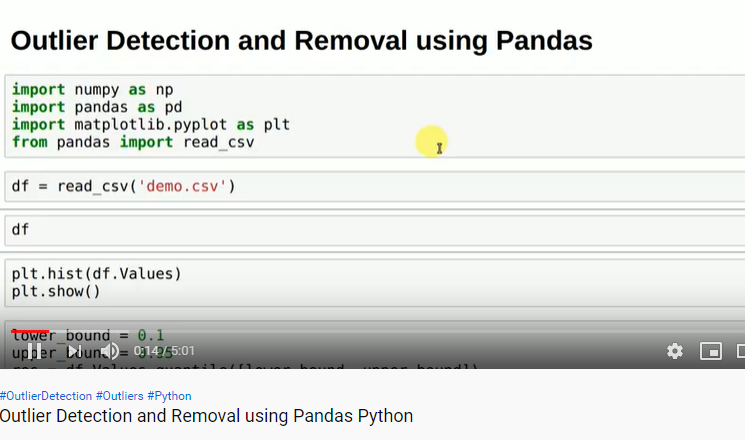 Outlier Detection and Removal using Pandas
import numpy as np
import pandas as pd
import matplotlib.pyplot as plt
from pandas import read_csv
df = read_csv('demo.csv')
df
plt.hist(df.Values)
plt.show()
lower_bound = 0.1
upper_bound = 0.95
res = df.Values.quantile([lower_bound, upper_bound])
0:14 / 5:01
#OutlierDetection #Outliers #Python
Outlier Detection and Removal using Pandas Python